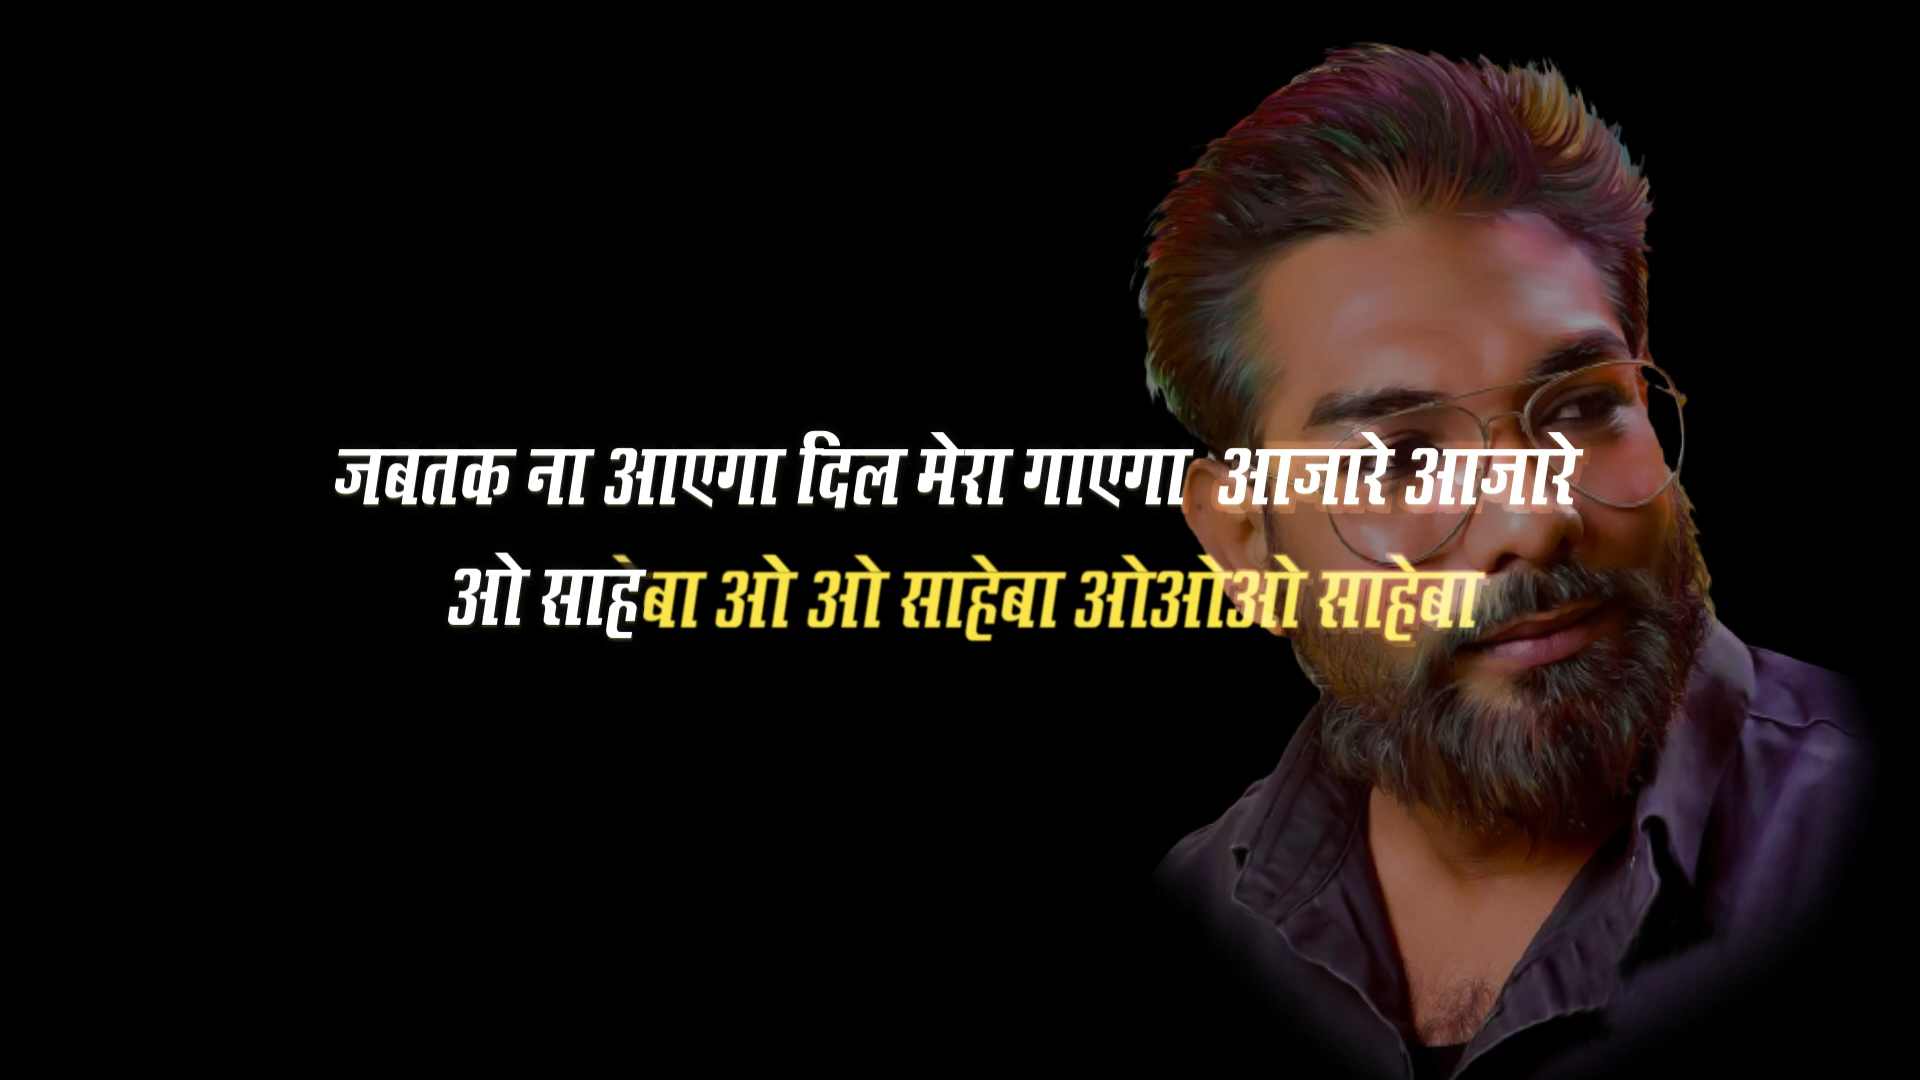 जबतक ना आएगा दिल मेरा गाएगा आजारे आजारे
ओ साहेबा ओ ओ साहेबा ओओओ साहेबा